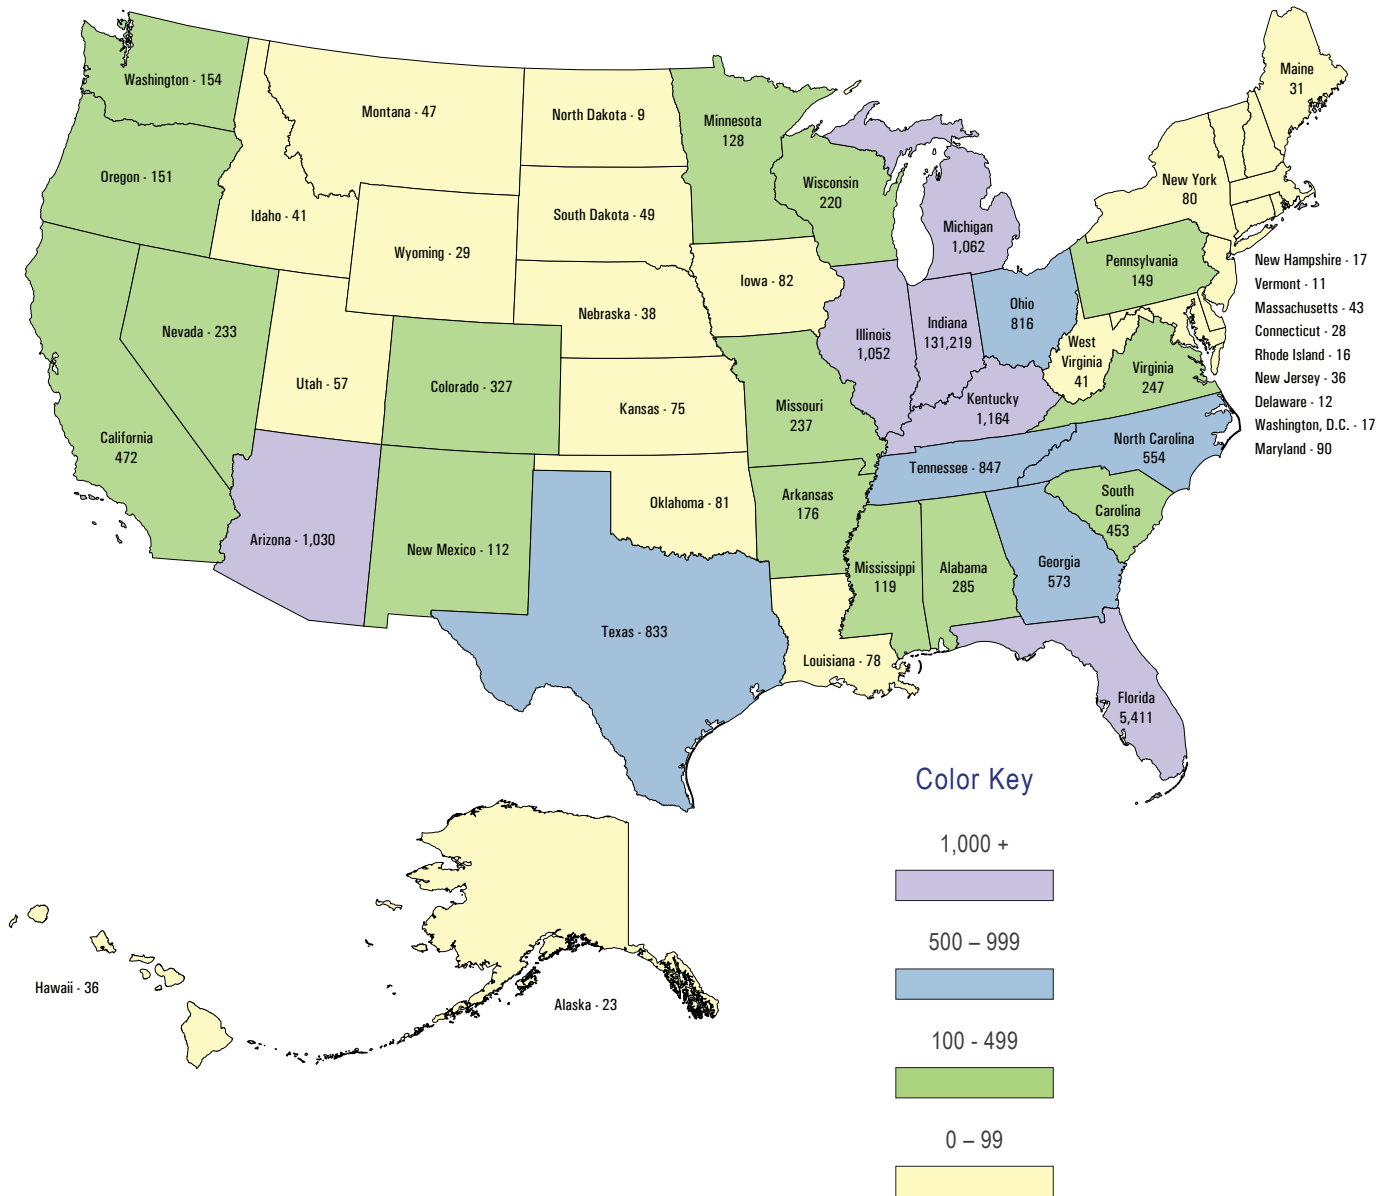 Washington - 154
Oregon - 151
California
472
Nevada - 233
Idaho - 41
Montana - 47
Wyoming - 29
Utah - 57
Colorado - 327
Arizona - 1,030
New Mexico - 112
North Dakota - 9
South Dakota - 49
Nebraska - 38
Kansas - 75
Oklahoma - 81
Texas - 833
Minnesota
128
Iowa - 82
Missouri
237
Arkansas
176
Louisiana - 78
Wisconsin
220
Illinois
1,052
Michigan
1,062
Indiana
131,219
Ohio
816
Kentucky
1,164
Tennessee - 847
Mississippi
119
Alabama
285
Georgia
573
Florida
5,411
South
Carolina
453
North Carolina
554
Virginia
247
West
Virginia
41
Pennsylvania
149
New York
80
Maine
31
New Hampshire - 17
Vermont - 11
Massachusetts - 43
Connecticut - 28
Rhode Island - 16
New Jersey - 36
Delaware - 12
Washington, D.C. - 17
Maryland - 90
Hawaii - 36
Alaska - 23
Color Key
1,000 +
500 – 999
100 - 499
0 – 99